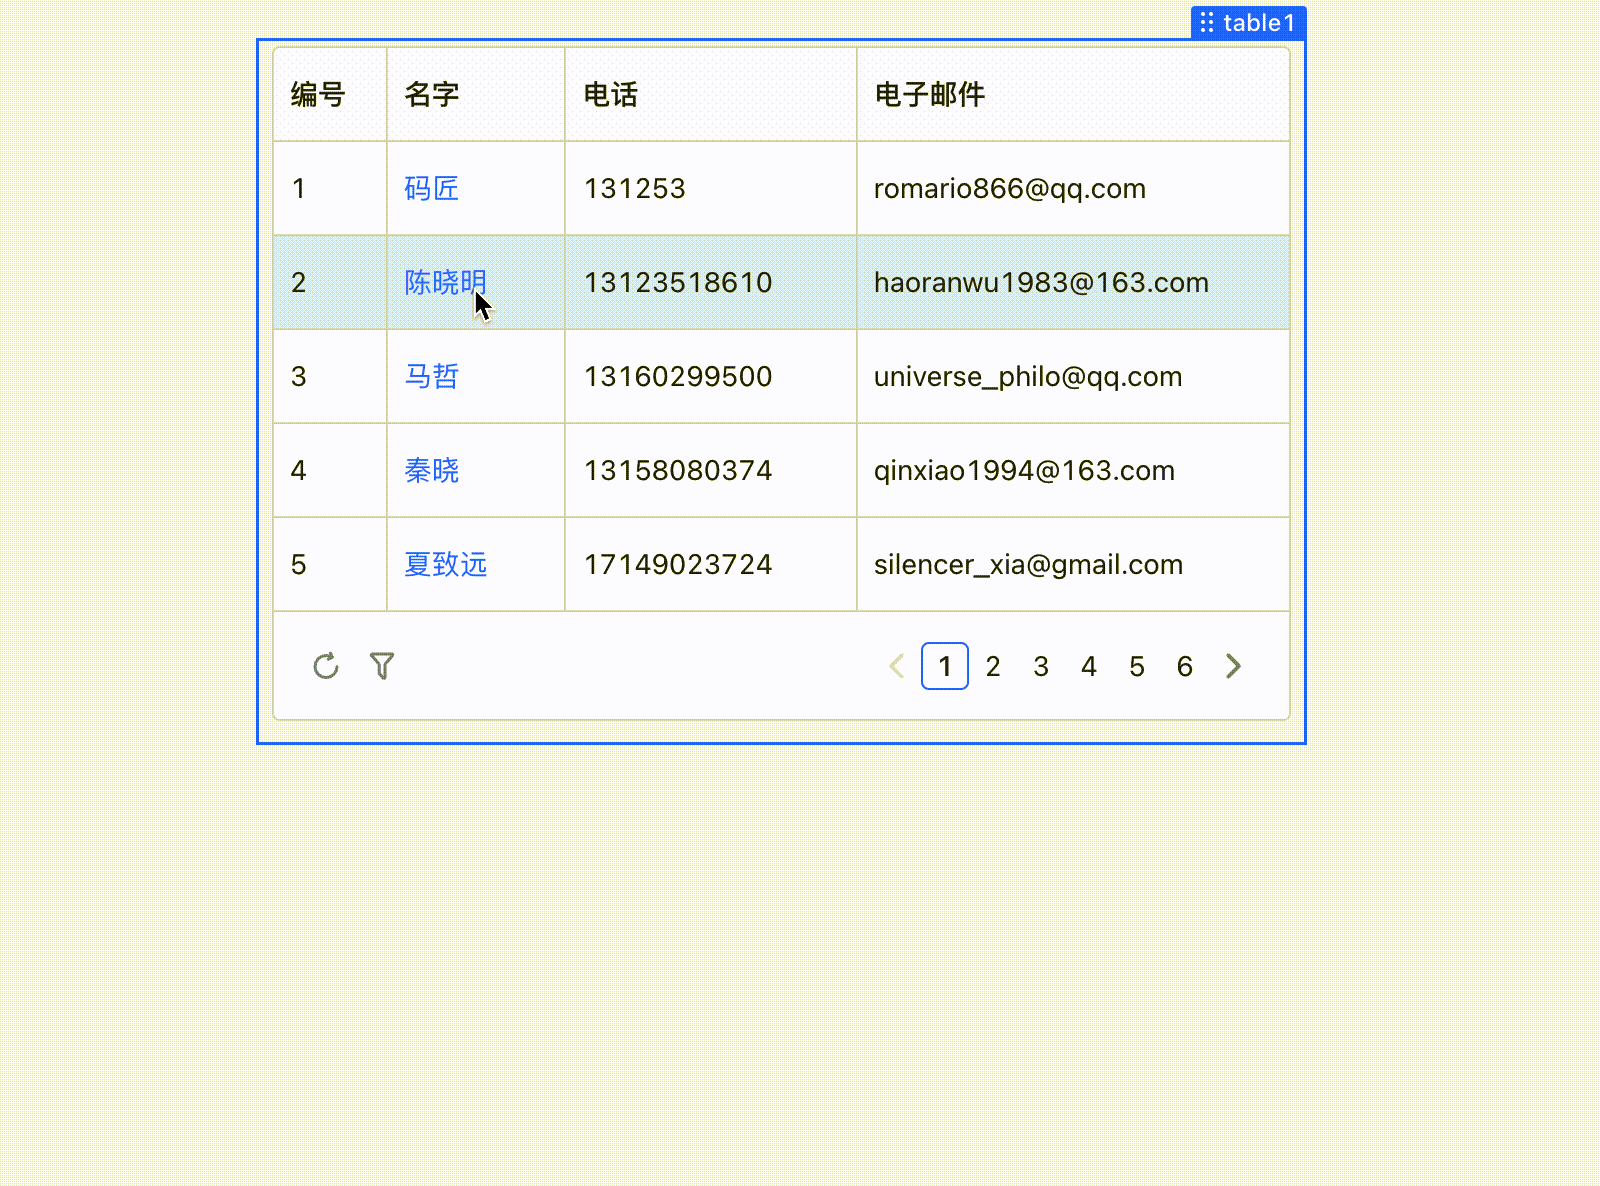 table1
编号 名字 电话 电子邮件
1 码匠 131253 romario866@qq.com
2 陈晓明 13123518610 haoranwu1983@163.com
3 马哲 13160299500 universe_philo@qq.com
4 秦晓 13158080374 qinxiao1994@163.com
5 夏致远 17149023724 silencer_xia@gmail.com
1 2 3 4 5 6